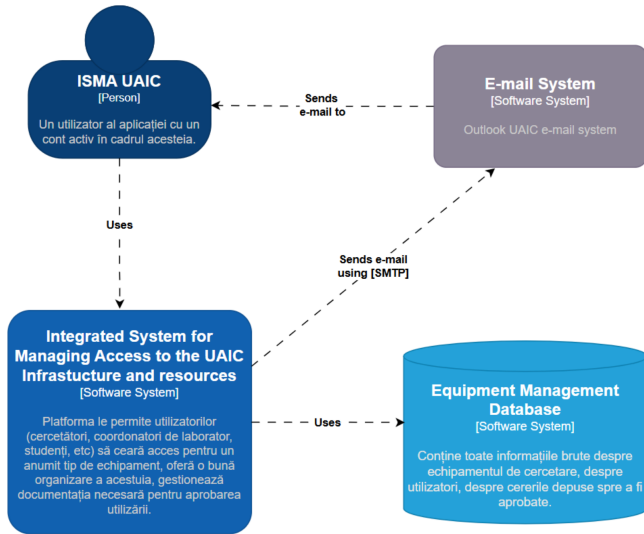 ISMA UAIC
[Person]
Un utilizator al aplicației cu un
cont activ în cadrul acesteia.
Sends
e-mail to
E-mail System
[Software System]
Outlook UAIC e-mail system
Uses
Sends e-mail
using [SMTP]
Integrated System for
Managing Access to the UAIC
Infrastucture and resources
[Software System]
Platforma le permite utilizatorilor
(cercetători, coordonatori de laborator,
studenți, etc) să ceară acces pentru un
anumit tip de echipament, oferă o bună
organizare a acestuia, gestionează
documentația necesară pentru aprobarea
utilizării.
Uses
Equipment Management
Database
[Software System]
Conține toate informațiile brute despre
echipamentul de cercetare, despre
utilizatori, despre cererile depuse spre a fi
aprobate.